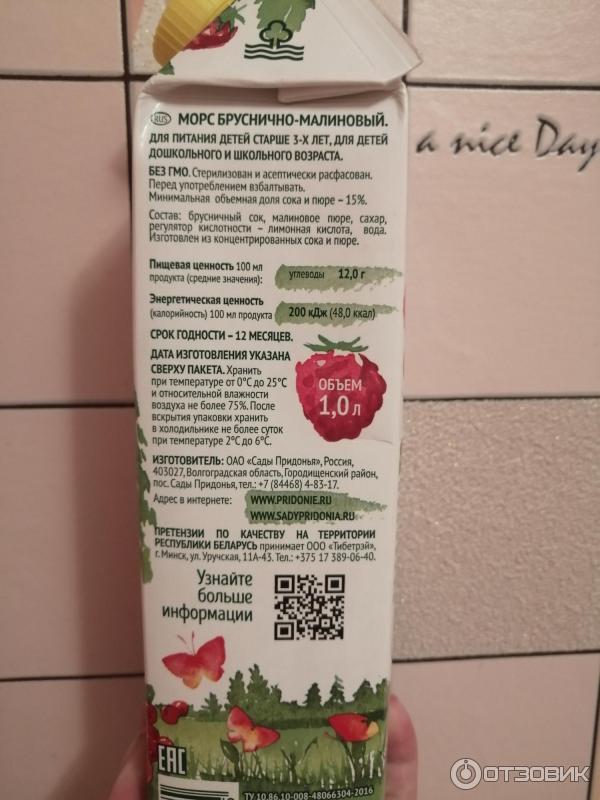 RUS МОРС БРУСНИЧНО-МАЛИНОВЫЙ.
ДЛЯ ПИТАНИЯ ДЕТЕЙ СТАРШЕ 3-Х ЛЕТ, ДЛЯ ДЕТЕЙ
ДОШКОЛЬНОГО И ШКОЛЬНОГО ВОЗРАСТА.
БЕЗ ГМО. Стерилизован и асептически расфасован.
Перед употреблением взбалтывать.
Минимальная объемная доля сока и пюре – 15%.
Состав: брусничный сок, малиновое пюре, сахар,
регулятор кислотности – лимонная кислота, вода.
Изготовлен из концентрированных сока и пюре.
Пищевая ценность 100 мл
продукта (средние значения):
углеводы 12,0 г
Энергетическая ценность
(калорийность) 100 мл продукта
200 кДж (48,0 ккал)
СРОК ГОДНОСТИ – 12 МЕСЯЦЕВ.
ДАТА ИЗГОТОВЛЕНИЯ УКАЗАНА
СВЕРХУ ПАКЕТА. Хранить
при температуре от 0°С до 25°С
и относительной влажности
воздуха не более 75%. После
вскрытия упаковки хранить
в холодильнике не более суток
при температуре 2°С до 6°С.
ОБЪЕМ
1,0 л
ИЗГОТОВИТЕЛЬ: ОАО «Сады Придонья», Россия,
403027, Волгоградская область, Городищенский район,
пос. Сады Придонья, тел.: +7 (84468) 4-83-17.
Адрес в интернете: WWW.PRIDONIE.RU
WWW.SADYPRIDONIA.RU
ПРЕТЕНЗИИ ПО КАЧЕСТВУ НА ТЕРРИТОРИИ
РЕСПУБЛИКИ БЕЛАРУСЬ принимает ООО «Тибетрэй»,
г. Минск, ул. Уручская, 11А-43. Тел.: +375 17 389-06-40.
Узнайте
больше
информации
EAC
ТУ 10.86.10-008-48066304-2016
a nice Day
ОТЗОВИК